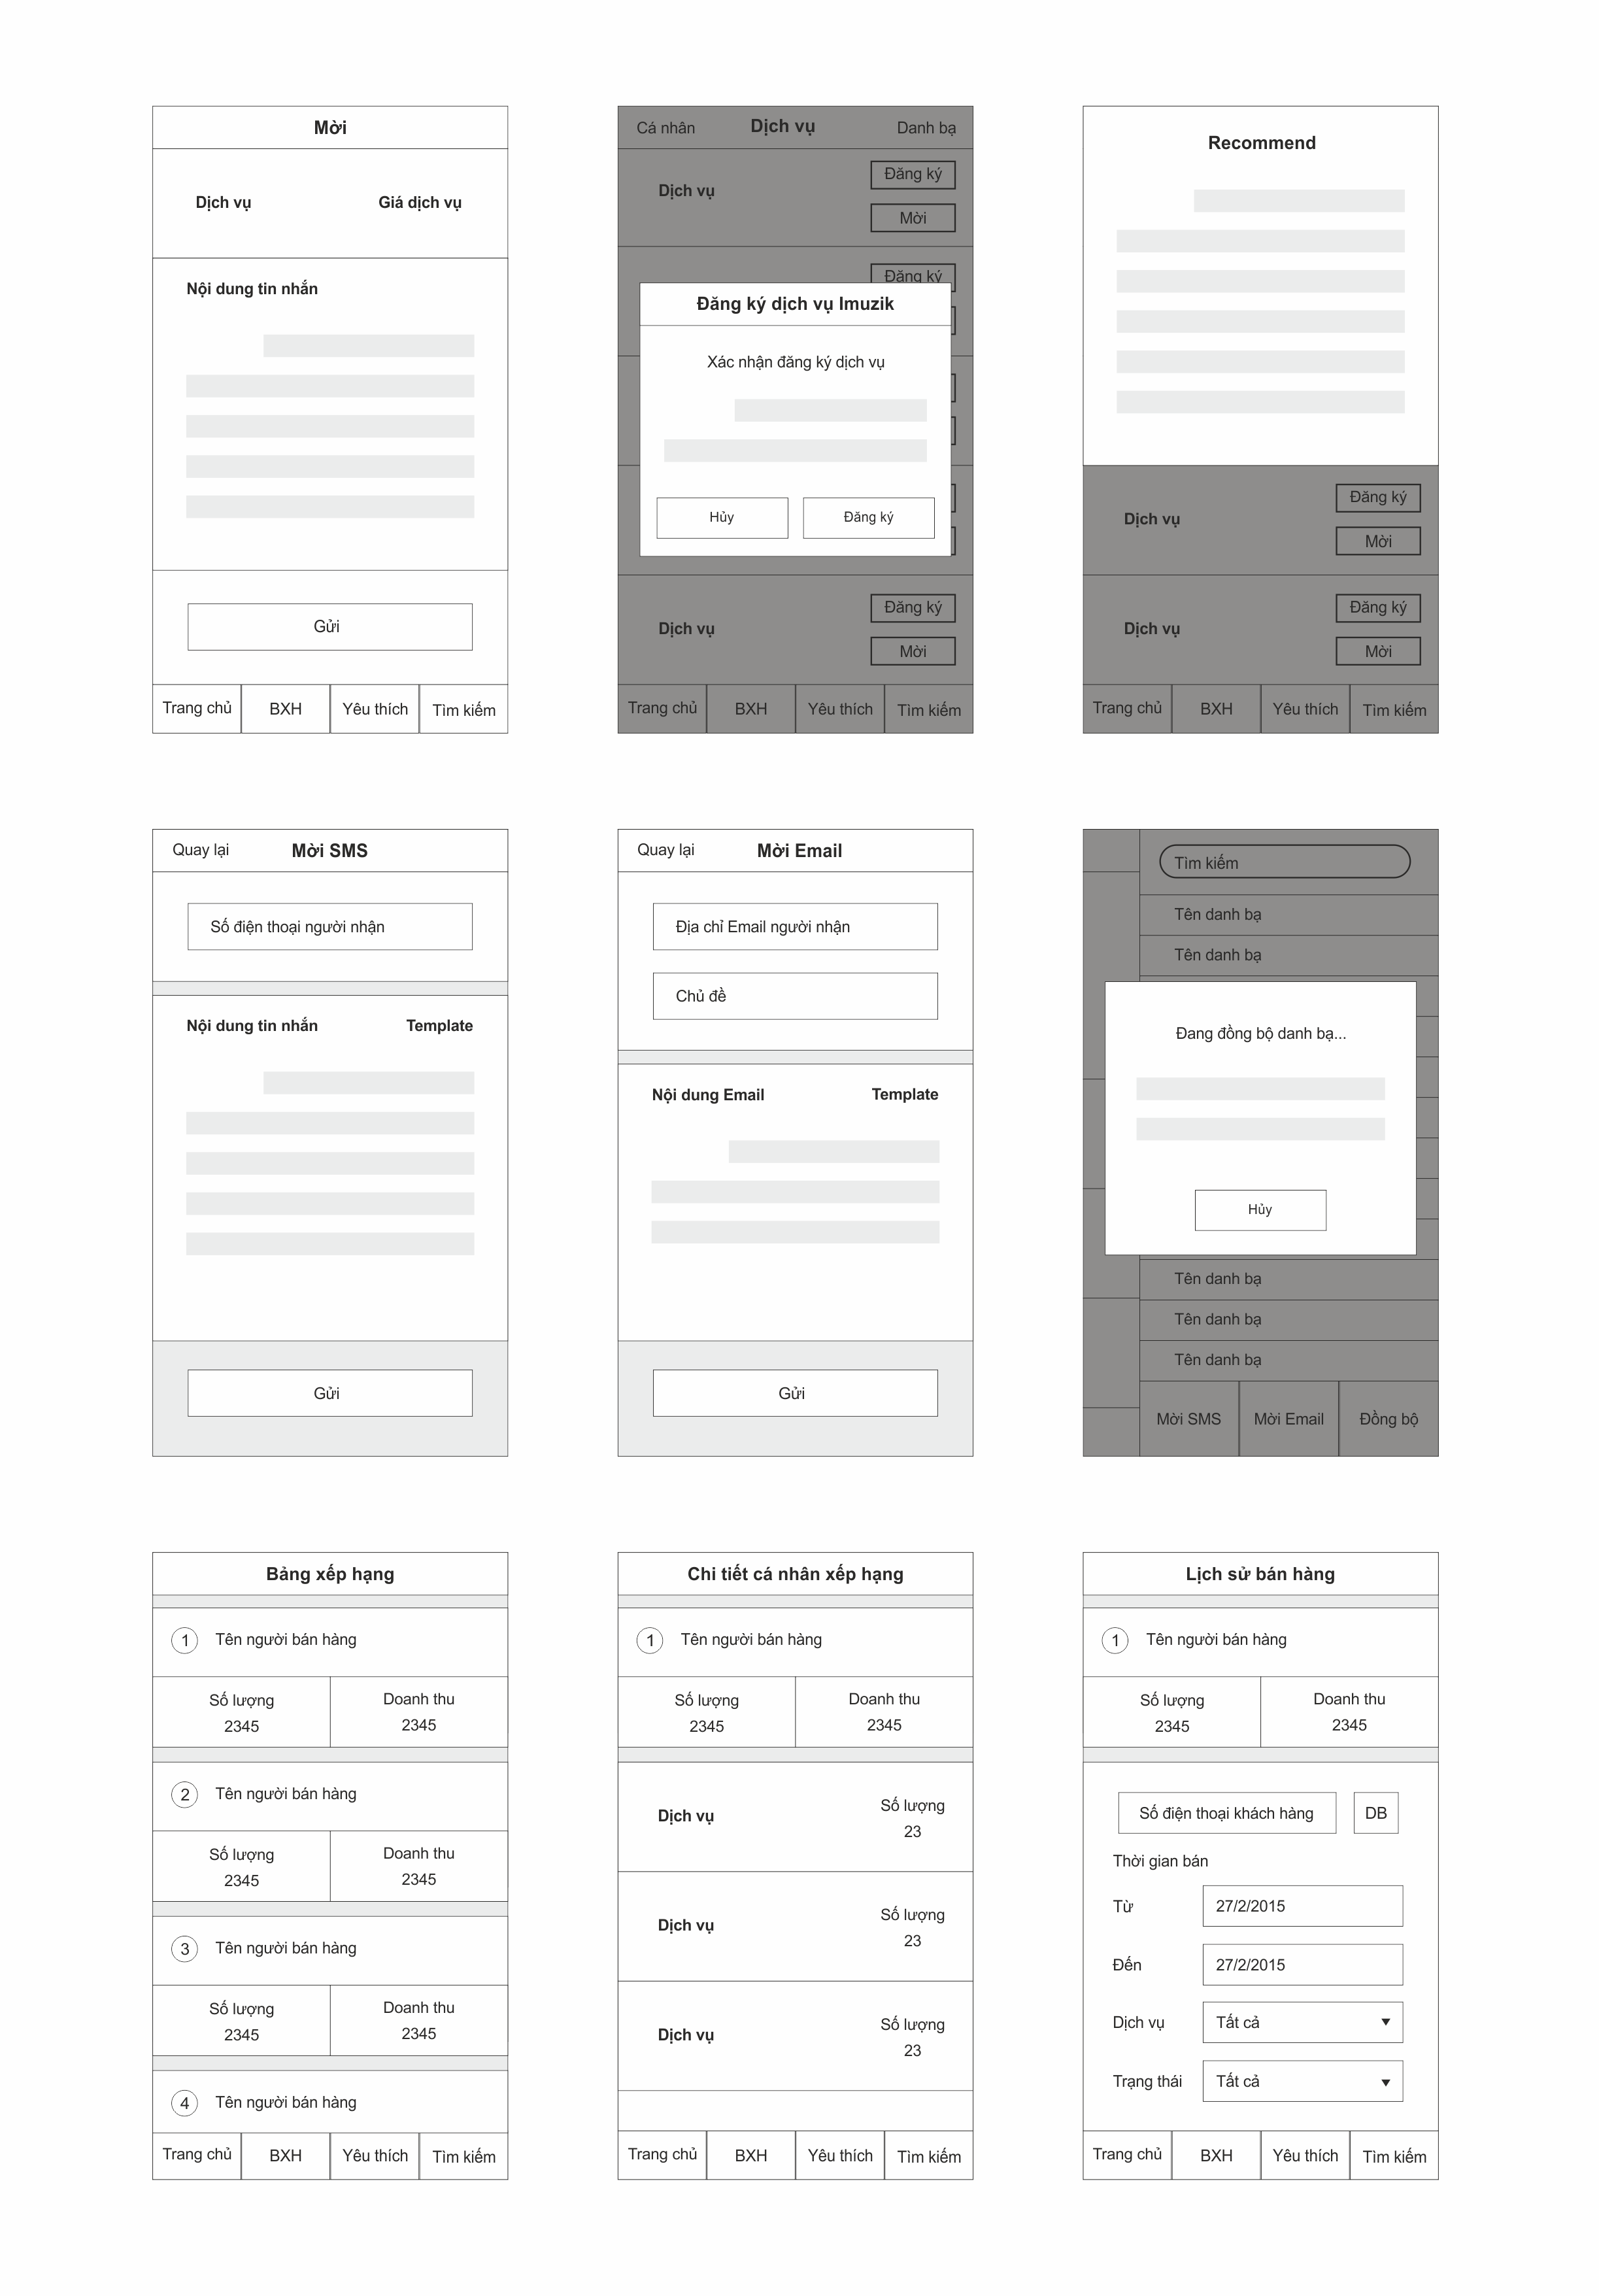 Mời
Dịch vụ Giá dịch vụ
Nội dung tin nhắn
Gửi
Trang chủ BXH Yêu thích Tìm kiếm
Cá nhân Dịch vụ Danh bạ
Dịch vụ
Đăng ký
Mời
Đăng ký
Đăng ký dịch vụ Imuzik
Xác nhận đăng ký dịch vụ
Hủy Đăng ký
Dịch vụ
Đăng ký
Mời
Trang chủ BXH Yêu thích Tìm kiếm
Recommend
Dịch vụ
Đăng ký
Mời
Dịch vụ
Đăng ký
Mời
Trang chủ BXH Yêu thích Tìm kiếm
Quay lại Mời SMS
Số điện thoại người nhận
Nội dung tin nhắn Template
Gửi
Quay lại Mời Email
Địa chỉ Email người nhận
Chủ đề
Nội dung Email Template
Gửi
Tìm kiếm
Tên danh bạ
Tên danh bạ
Đang đồng bộ danh bạ...
Hủy
Tên danh bạ
Tên danh bạ
Tên danh bạ
Mời SMS Mời Email Đồng bộ
Bảng xếp hạng
1 Tên người bán hàng
Số lượng Doanh thu
2345 2345
2 Tên người bán hàng
Số lượng Doanh thu
2345 2345
3 Tên người bán hàng
Số lượng Doanh thu
2345 2345
4 Tên người bán hàng
Trang chủ BXH Yêu thích Tìm kiếm
Chi tiết cá nhân xếp hạng
1 Tên người bán hàng
Số lượng Doanh thu
2345 2345
Dịch vụ
Số lượng
23
Dịch vụ
Số lượng
23
Dịch vụ
Số lượng
23
Trang chủ BXH Yêu thích Tìm kiếm
Lịch sử bán hàng
1 Tên người bán hàng
Số lượng Doanh thu
2345 2345
Số điện thoại khách hàng DB
Thời gian bán
Từ 27/2/2015
Đến 27/2/2015
Dịch vụ Tất cả
Trạng thái Tất cả
Trang chủ BXH Yêu thích Tìm kiếm